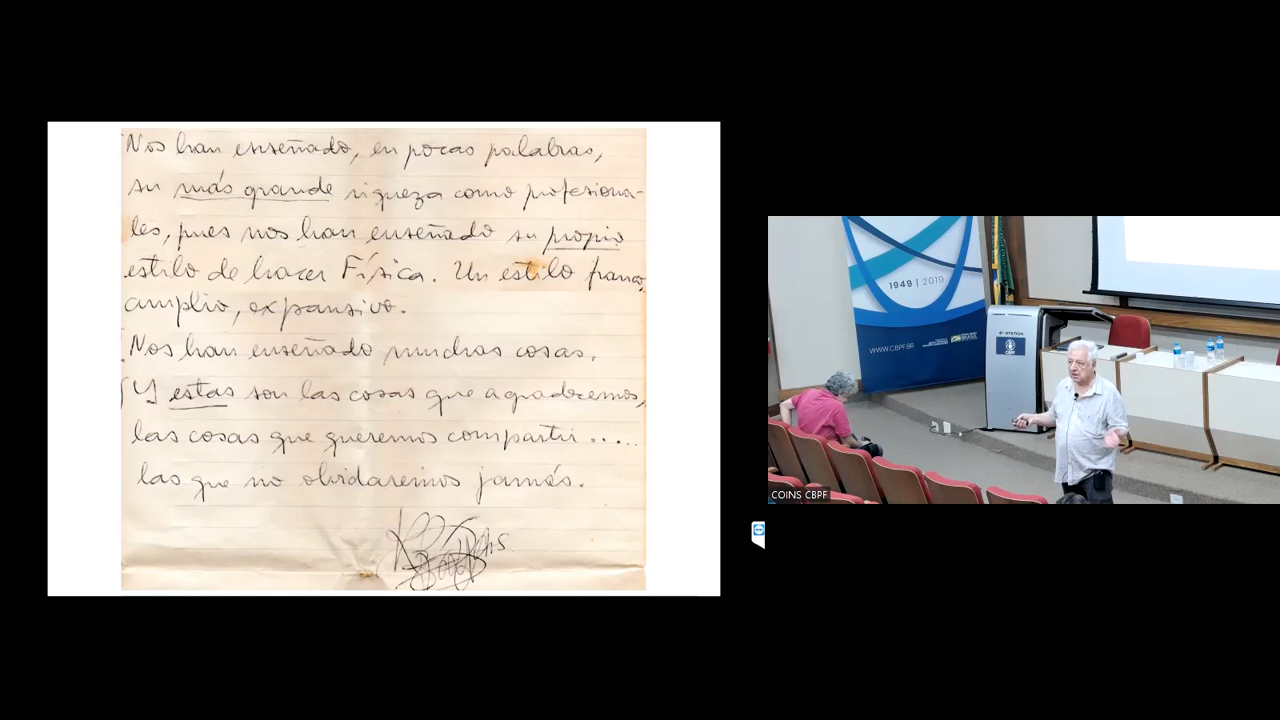 Nos han enseñado, en pocas palabras,
su más grande riqueza como profesiona-
les, pues nos han enseñado su propio
estilo de hacer Física. Un estilo franco,
amplio, expansivo.
Nos han enseñado muchas cosas.
(Y estas son las cosas que agradecemos,
las cosas que queremos compartir.....
las que no olvidaremos jamás.
1949 | 2019
WWW.CBPF.BR
BRASIL
CBPF
COINS CBPF